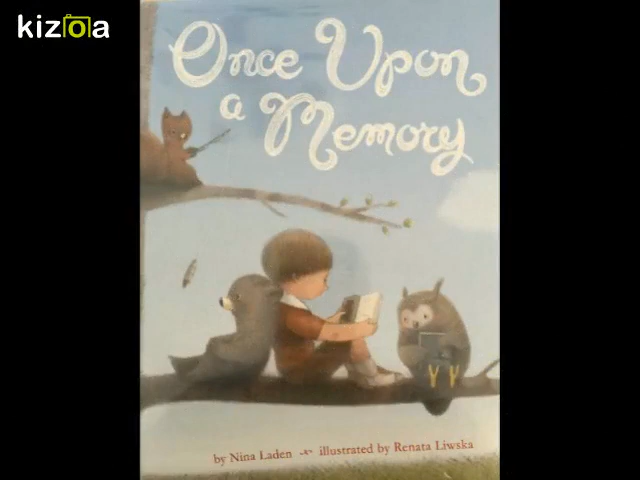 kizoa
Once Upon
a Memory
by Nina Laden illustrated by Renata Liwska